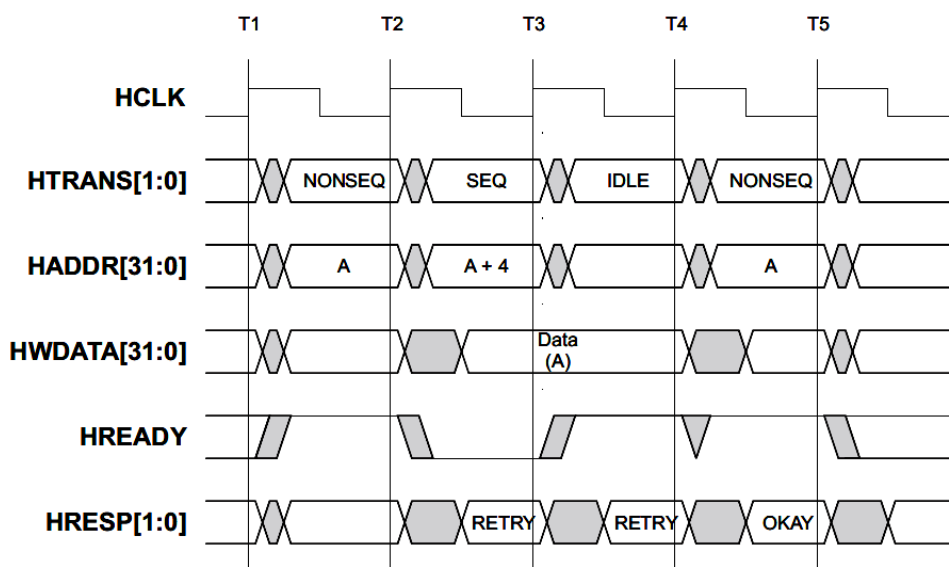 T1 T2 T3 T4 T5
HCLK
HTRANS[1:0] NONSEQ SEQ IDLE NONSEQ
HADDR[31:0] A A + 4 A
HWDATA[31:0] Data
(A)
HREADY
HRESP[1:0] RETRY RETRY OKAY